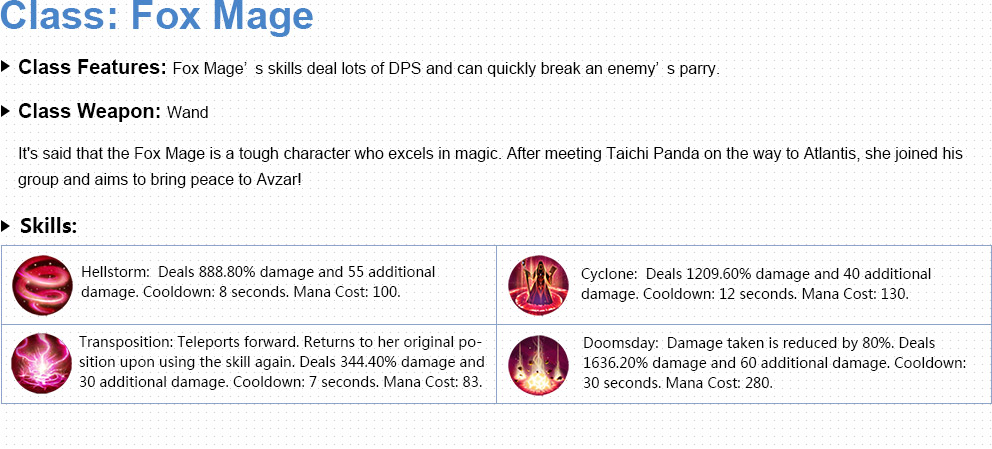 Class: Fox Mage
Class Features: Fox Mage’s skills deal lots of DPS and can quickly break an enemy’s parry.
Class Weapon: Wand
It's said that the Fox Mage is a tough character who excels in magic. After meeting Taichi Panda on the way to Atlantis, she joined his
group and aims to bring peace to Avzar!
Skills:
Hellstorm: Deals 888.80% damage and 55 additional
damage. Cooldown: 8 seconds. Mana Cost: 100.
Cyclone: Deals 1209.60% damage and 40 additional
damage. Cooldown: 12 seconds. Mana Cost: 130.
Transposition: Teleports forward. Returns to her original po-
sition upon using the skill again. Deals 344.40% damage and
30 additional damage. Cooldown: 7 seconds. Mana Cost: 83.
Doomsday: Damage taken is reduced by 80%. Deals
1636.20% damage and 60 additional damage. Cooldown:
30 seconds. Mana Cost: 280.